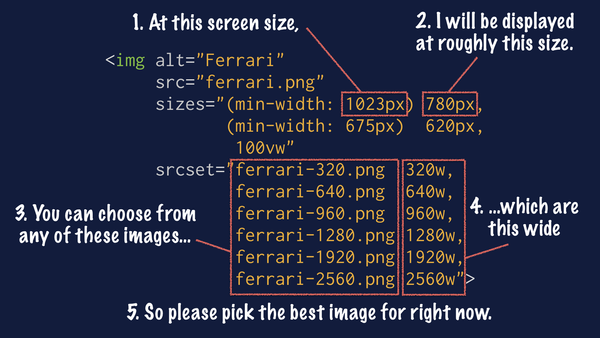 1. At this screen size,
2. I will be displayed
at roughly this size.
<img alt="Ferrari"
src="ferrari.png"
sizes="(min-width: 1023px) 780px,
(min-width: 675px) 620px,
100vw"
srcset="ferrari-320.png 320w,
ferrari-640.png 640w,
ferrari-960.png 960w,
ferrari-1280.png 1280w,
ferrari-1920.png 1920w,
ferrari-2560.png 2560w">
3. You can choose from
any of these images...
4. ...which are
this wide
5. So please pick the best image for right now.